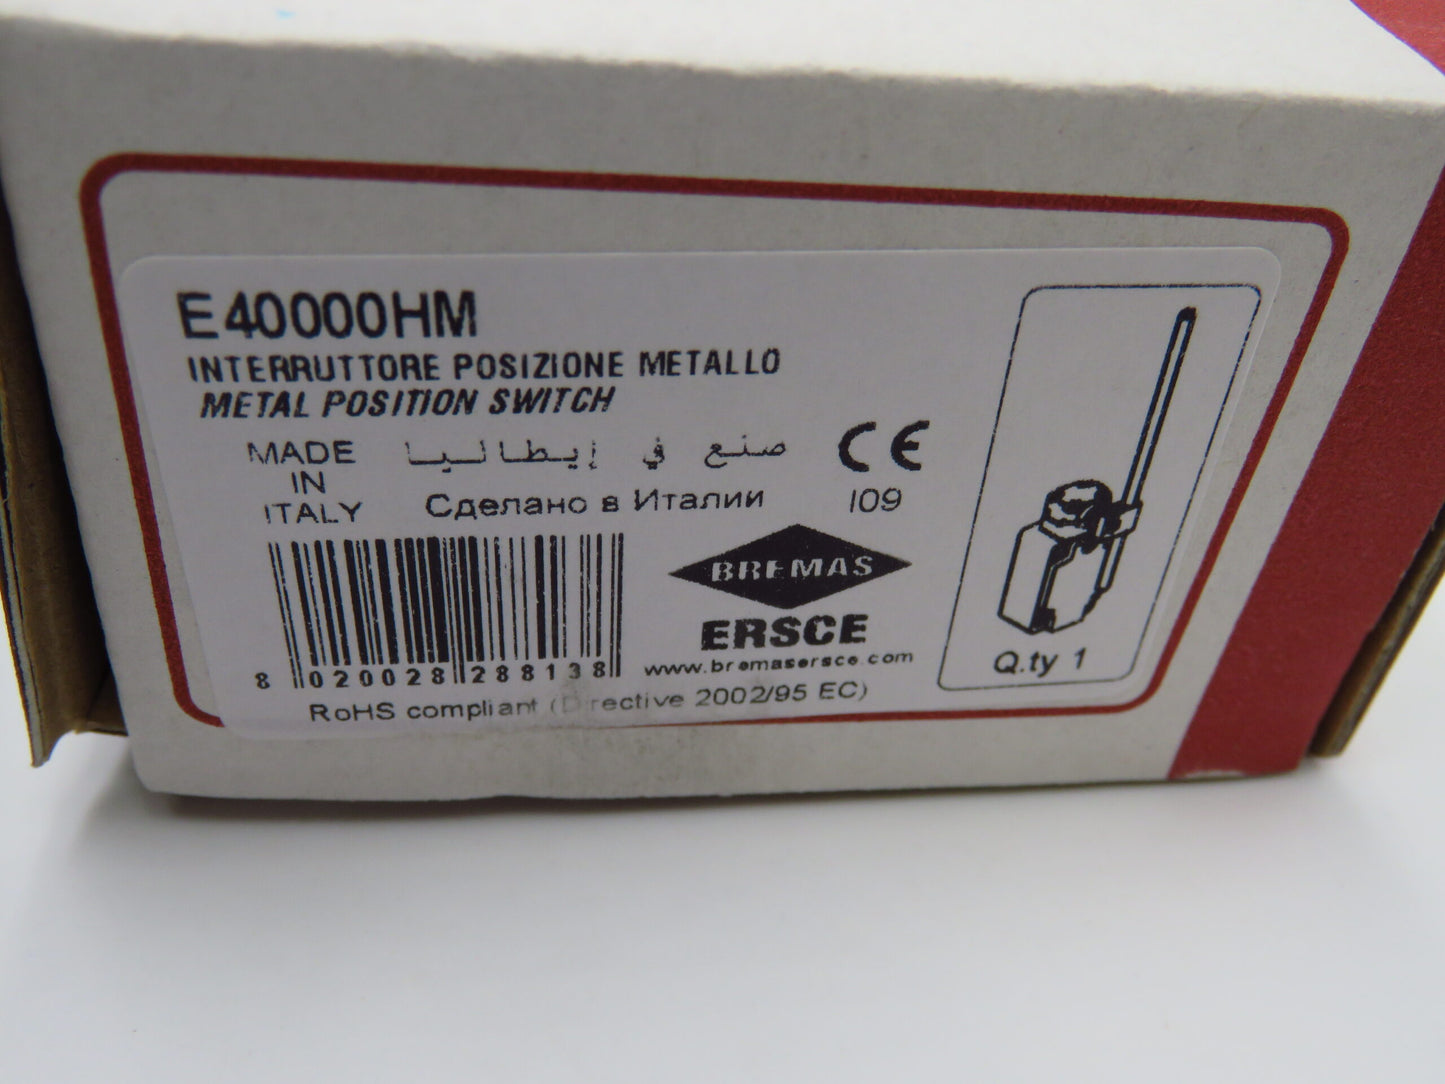 E40000HM
INTERRUTTORE POSIZIONE METALLO
METAL POSITION SWITCH
MADE
IN
ITALY
صنع في إيطاليا
Сделано в Италии
CE
I09
BREMAS
ERSCE
www.bremasersce.com
8 020028 288138
RoHS compliant (Directive 2002/95 EC)
Q.ty 1